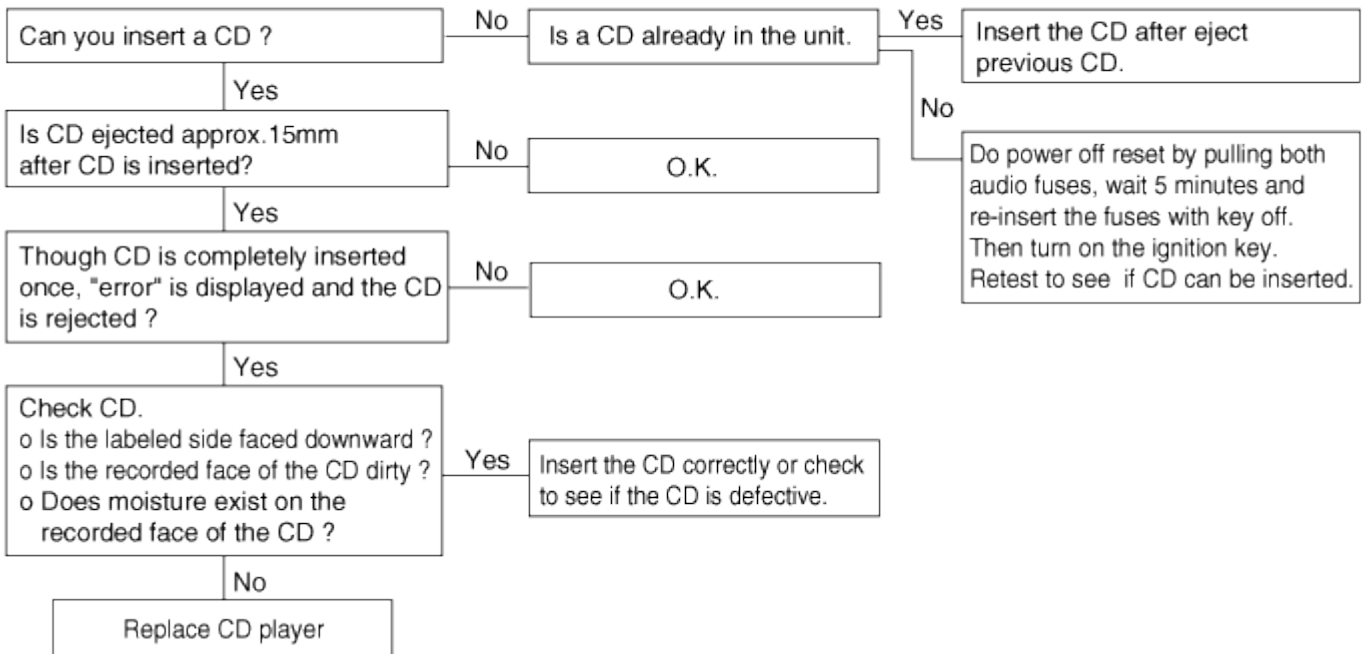 Can you insert a CD ?
No
Is a CD already in the unit.
Yes
Insert the CD after eject
previous CD.
Yes
No
Is CD ejected approx.15mm
after CD is inserted?
No
O.K.
Do power off reset by pulling both
audio fuses, wait 5 minutes and
re-insert the fuses with key off.
Then turn on the ignition key.
Retest to see if CD can be inserted.
Yes
Though CD is completely inserted
once, "error" is displayed and the CD
is rejected ?
No
O.K.
Yes
Check CD.
o Is the labeled side faced downward ?
o Is the recorded face of the CD dirty ?
o Does moisture exist on the
recorded face of the CD ?
Yes
Insert the CD correctly or check
to see if the CD is defective.
No
Replace CD player